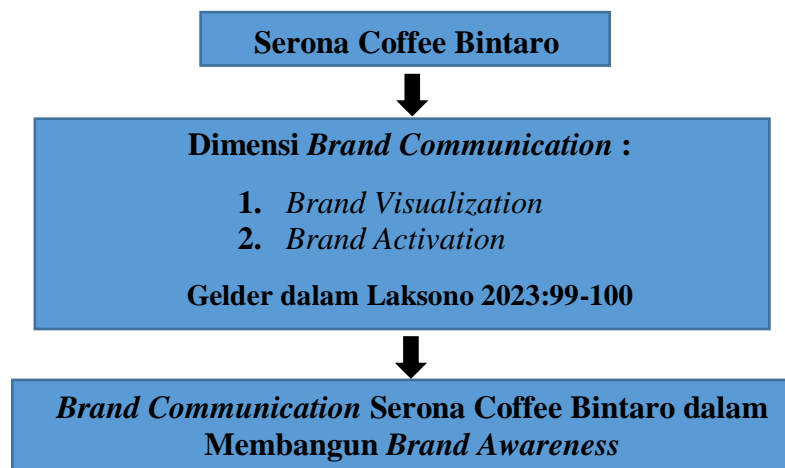 Serona Coffee Bintaro
Dimensi Brand Communication :
1. Brand Visualization
2. Brand Activation
Gelder dalam Laksono 2023:99-100
Brand Communication Serona Coffee Bintaro dalam
Membangun Brand Awareness